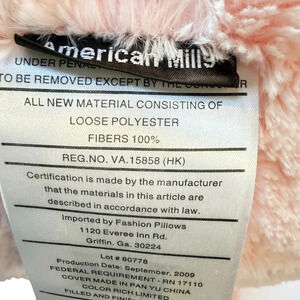 American Mills
UNDER PENAL
TO BE REMOVED EXCEPT BY THE CONSUMER
ALL NEW MATERIAL CONSISTING OF
LOOSE POLYESTER
FIBERS 100%
REG.NO. VA.15858 (HK)
Certification is made by the manufacturer
that the materials in this article are
described in accordance with law.
Imported by Fashion Pillows
1120 Everee Inn Rd.
Griffin, Ga. 30224
Lot # 80778
Production Date: September, 2009
FEDERAL REQUIREMENT - RN 17110
COVER MADE IN PAN YU CHINA
COLOR RICH LIMITED
FILLED AND FINISH